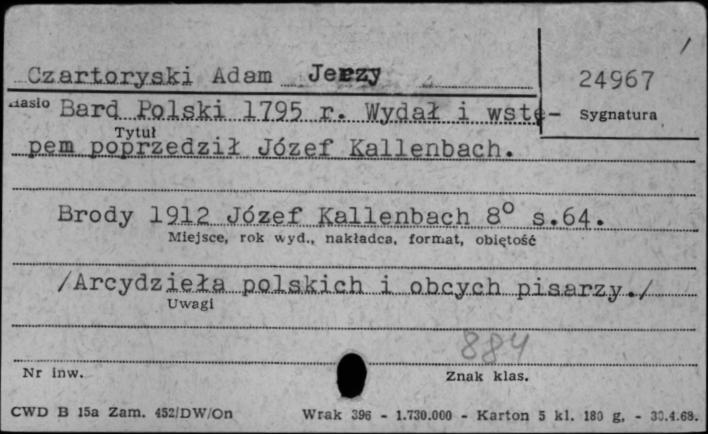 /
Czartoryski Adam Jerzy
24967
Hasło
Bard Polski 1795 r. Wydał i wstę-
Sygnatura
Tytuł
pem poprzedził Józef Kallenbach.
Brody 1912 Józef Kallenbach 8° s.64.
Miejsce, rok wyd., nakładca, format, objętość
/Arcydzieła polskich i obcych pisarzy./
Uwagi
884
Nr inw.
Znak klas.
CWD B 15a Zam. 452/DW/On Wrak 396 - 1.730.000 - Karton 5 kl. 180 g, - 30.4.68.